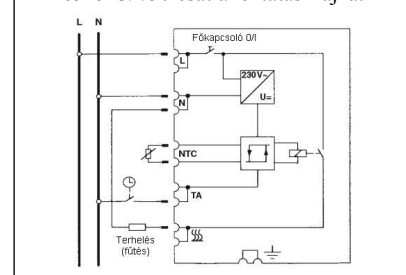 L N
Főkapcsoló 0/I
L
230V~
U=
N
NTC
TA
Terhelés
(fűtés)